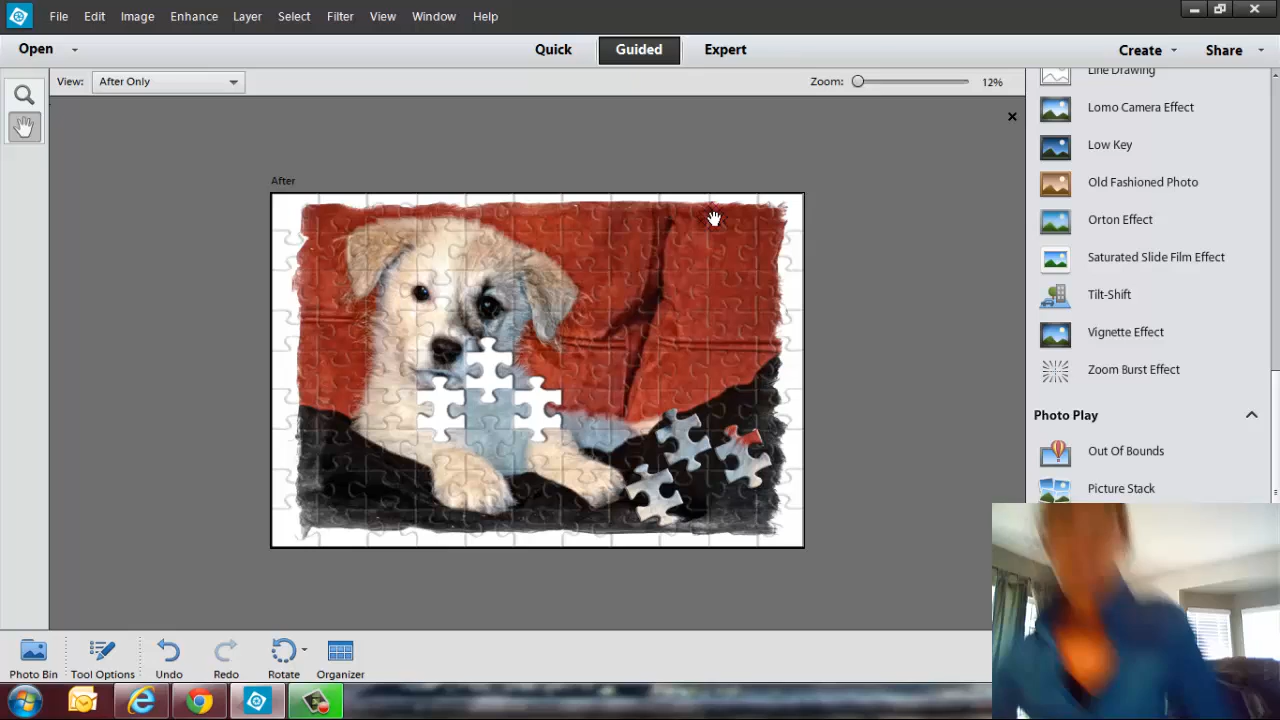 File Edit Image Enhance Layer Select Filter View Window Help
Open Quick Guided Expert Create Share
View: After Only Zoom: 12%
After
Line Drawing
Lomo Camera Effect
Low Key
Old Fashioned Photo
Orton Effect
Saturated Slide Film Effect
Tilt-Shift
Vignette Effect
Zoom Burst Effect
Photo Play
Out Of Bounds
Picture Stack
Photo Bin Tool Options Undo Redo Rotate Organizer